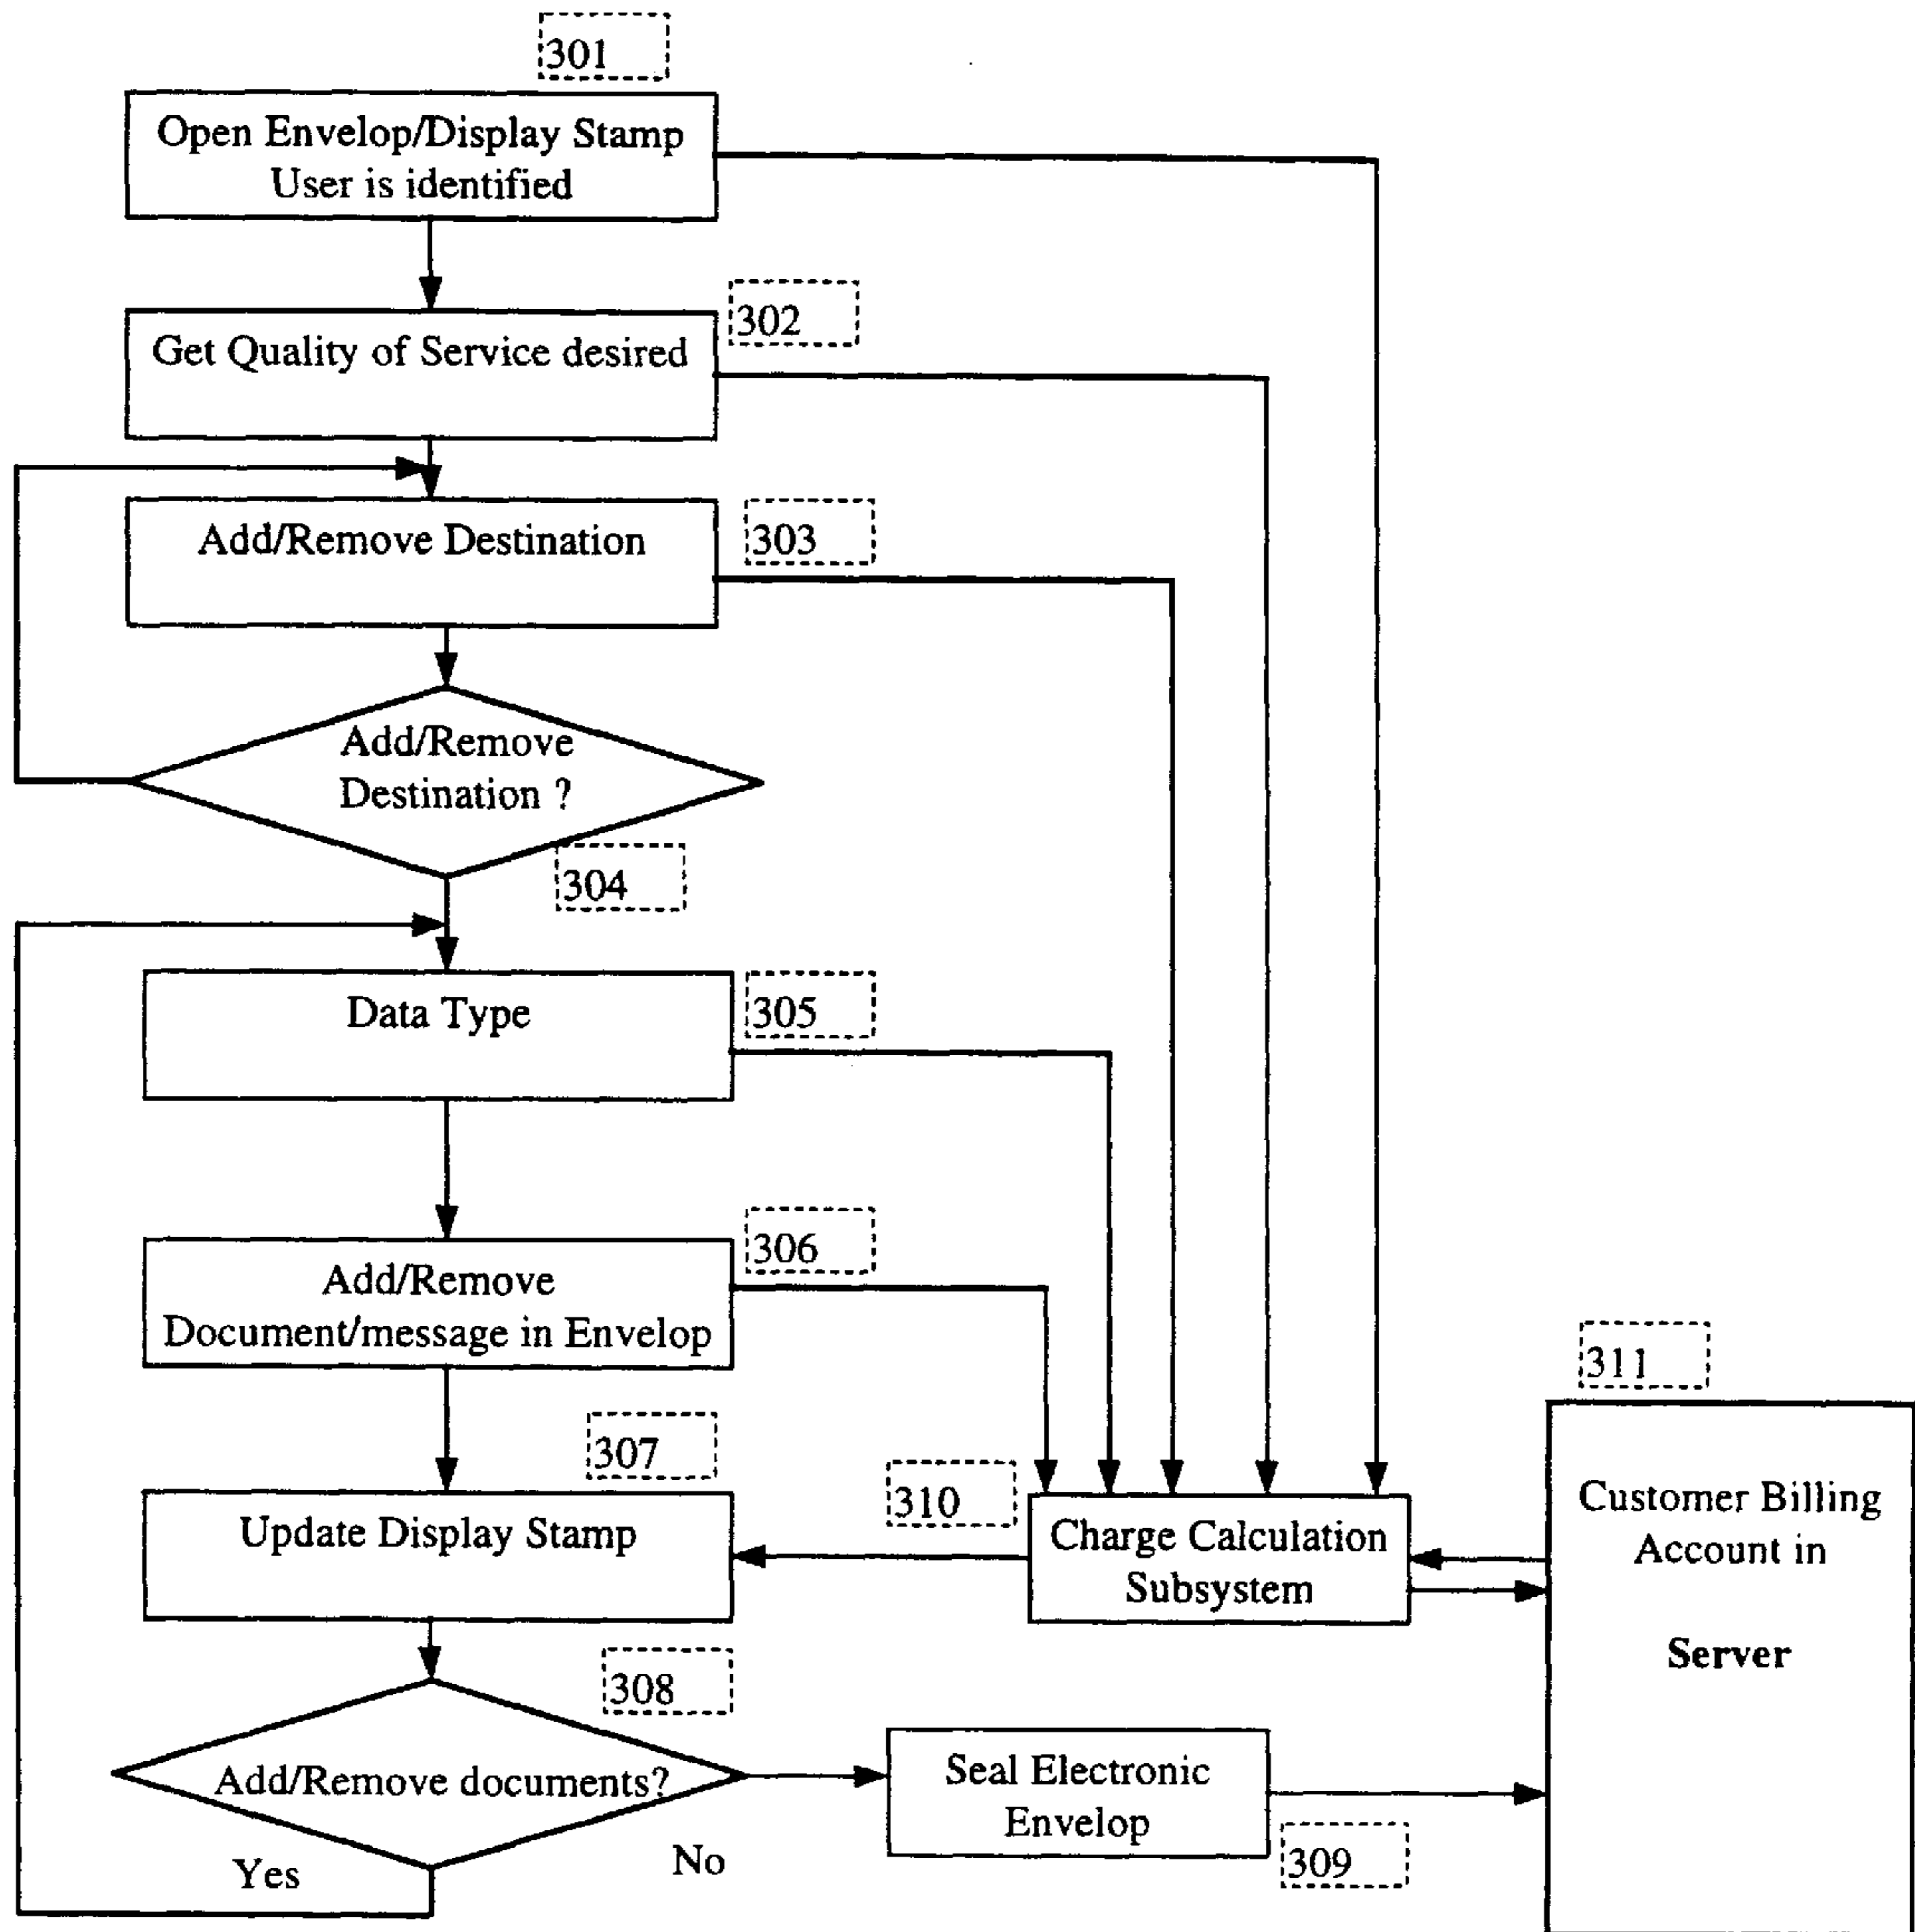 301
Open Envelop/Display Stamp
User is identified
302
Get Quality of Service desired
303
Add/Remove Destination
Add/Remove
Destination ?
304
305
Data Type
306
Add/Remove
Document/message in Envelop
307
Update Display Stamp
310
Charge Calculation
Subsystem
311
Customer Billing
Account in
Server
308
Add/Remove documents?
Yes
No
Seal Electronic
Envelop
309